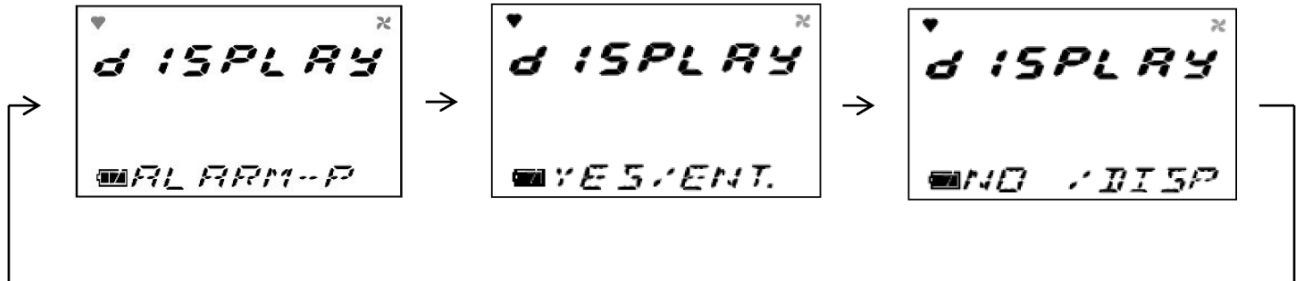 dISPLAY
ALARM-P
dISPLAY
YES/ENT.
dISPLAY
NO /DISP